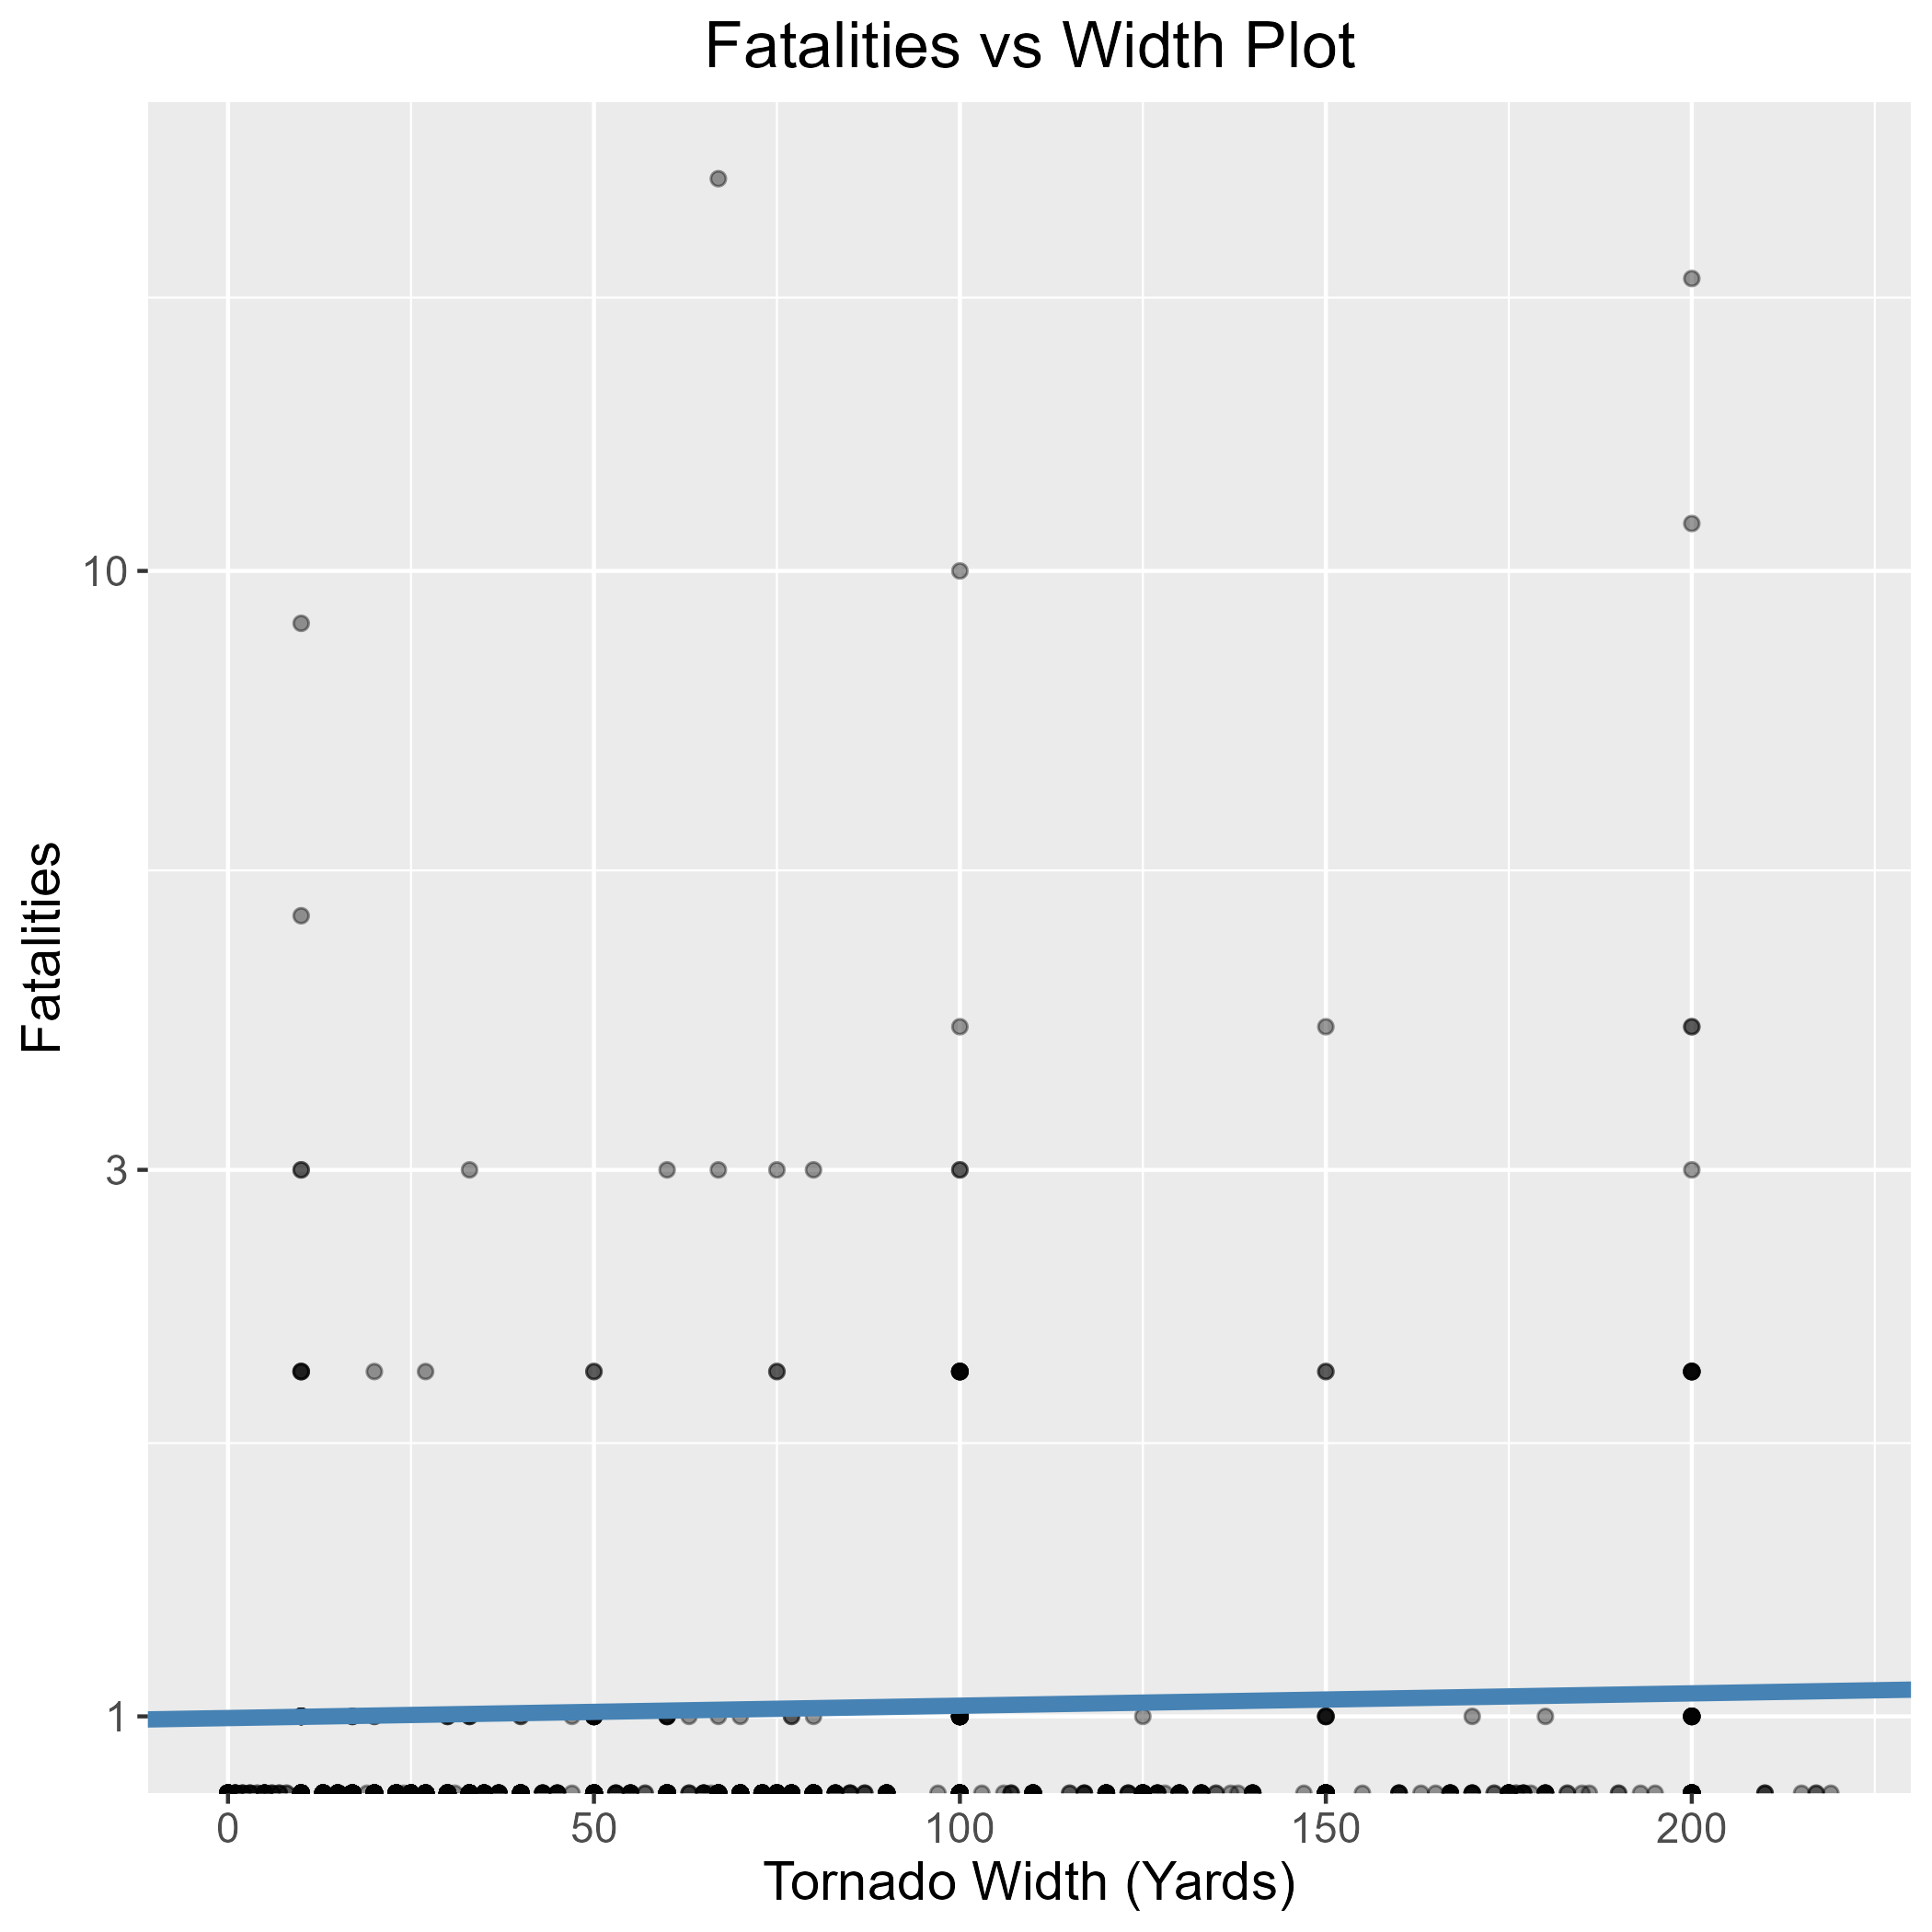 Fatalities vs Width Plot
Fatalities
10
3
1
0 50 100 150 200
Tornado Width (Yards)